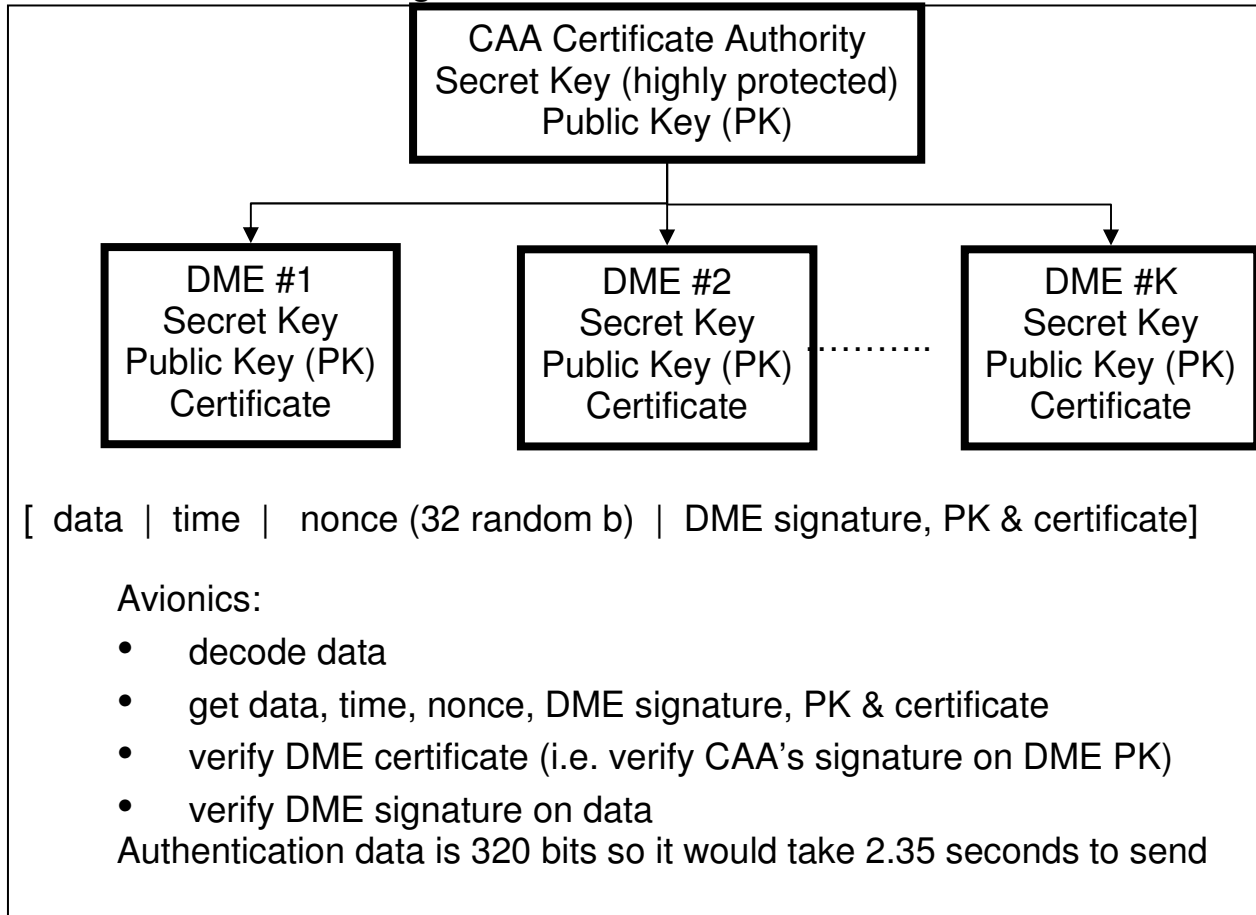 CAA Certificate Authority
Secret Key (highly protected)
Public Key (PK)
DME #1
Secret Key
Public Key (PK)
Certificate
DME #2
Secret Key
Public Key (PK)
Certificate
...........
DME #K
Secret Key
Public Key (PK)
Certificate
[ data | time | nonce (32 random b) | DME signature, PK & certificate]
Avionics:
• decode data
• get data, time, nonce, DME signature, PK & certificate
• verify DME certificate (i.e. verify CAA's signature on DME PK)
• verify DME signature on data
Authentication data is 320 bits so it would take 2.35 seconds to send